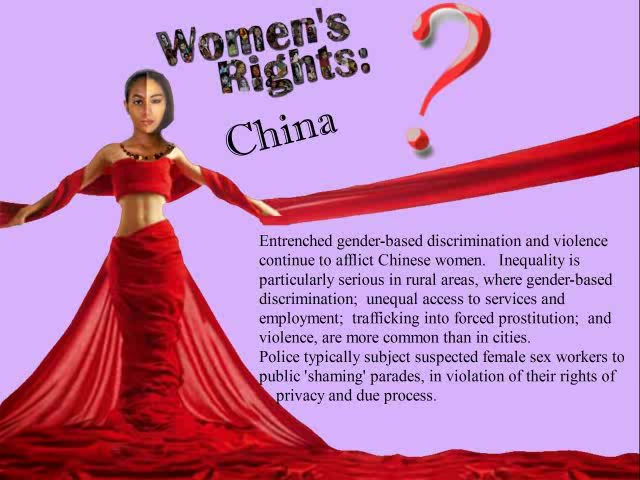 Women's
Rights:
?
China
Entrenched gender-based discrimination and violence
continue to afflict Chinese women. Inequality is
particularly serious in rural areas, where gender-based
discrimination; unequal access to services and
employment; trafficking into forced prostitution; and
violence, are more common than in cities.
Police typically subject suspected female sex workers to
public 'shaming' parades, in violation of their rights of
privacy and due process.